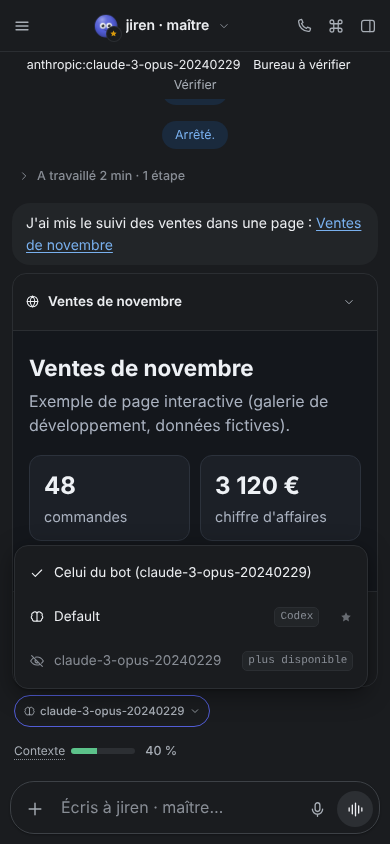 jiren · maître
anthropic:claude-3-opus-20240229 Bureau à vérifier
Vérifier
Arrêté.
A travaillé 2 min · 1 étape
J'ai mis le suivi des ventes dans une page : Ventes
de novembre
Ventes de novembre
Ventes de novembre
Exemple de page interactive (galerie de
développement, données fictives).
48
commandes
3 120 €
chiffre d'affaires
Celui du bot (claude-3-opus-20240229)
Default Codex
claude-3-opus-20240229 plus disponible
claude-3-opus-20240229
Contexte 40 %
Écris à jiren · maître...